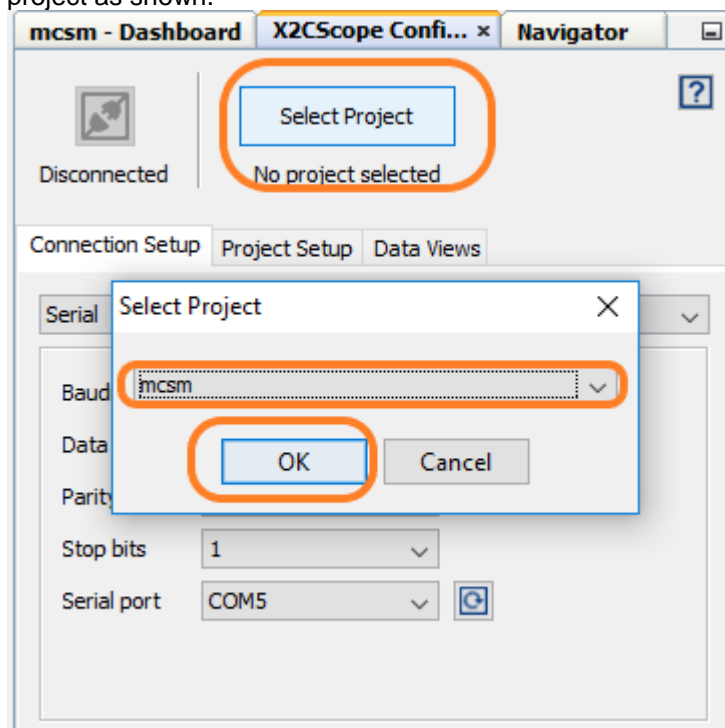 project as shown.
mcsm - Dashboard X2CScope Confi... × Navigator
Select Project
?
Disconnected No project selected
Connection Setup Project Setup Data Views
Serial Select Project
Baud mcsm
Data OK Cancel
Parity
Stop bits 1
Serial port COM5